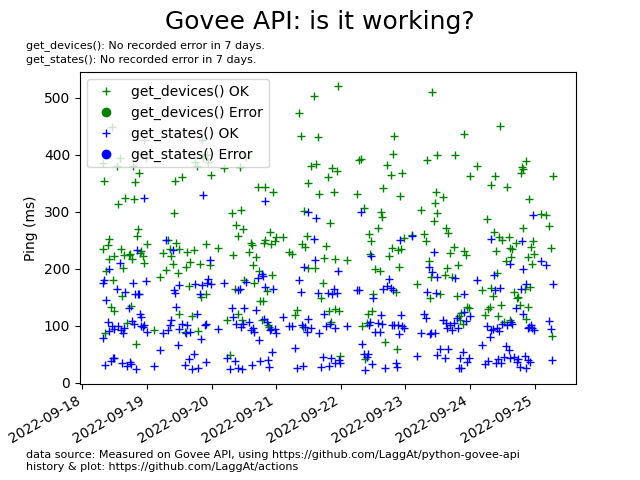 Govee API: is it working?
get_devices(): No recorded error in 7 days.
get_states(): No recorded error in 7 days.
get_devices() OK
get_devices() Error
get_states() OK
get_states() Error
Ping (ms)
500
400
300
200
100
0
2022-09-18
2022-09-19
2022-09-20
2022-09-21
2022-09-22
2022-09-23
2022-09-24
2022-09-25
data source: Measured on Govee API, using https://github.com/LaggAt/python-govee-api
history & plot: https://github.com/LaggAt/actions